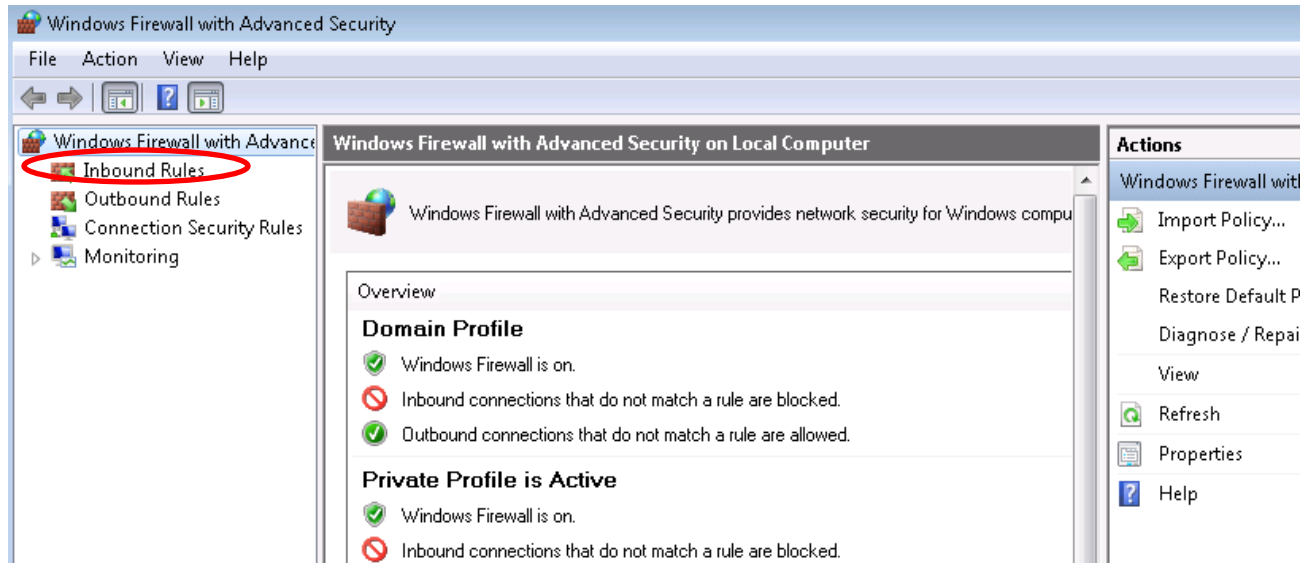 Windows Firewall with Advanced Security
File Action View Help
Windows Firewall with Advance
Inbound Rules
Outbound Rules
Connection Security Rules
Monitoring
Windows Firewall with Advanced Security on Local Computer
Windows Firewall with Advanced Security provides network security for Windows compu
Overview
Domain Profile
Windows Firewall is on.
Inbound connections that do not match a rule are blocked.
Outbound connections that do not match a rule are allowed.
Private Profile is Active
Windows Firewall is on.
Inbound connections that do not match a rule are blocked.
Actions
Windows Firewall with
Import Policy...
Export Policy...
Restore Default P
Diagnose / Repai
View
Refresh
Properties
Help